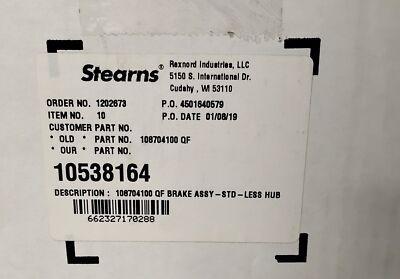 Stearns®
Rexnord Industries, LLC
5150 S. International Dr.
Cudahy , WI 53110
ORDER NO. 1202673 P.O. 4501640579
ITEM NO. 10 P.O. DATE 01/08/19
CUSTOMER PART NO.
* OLD * PART NO. 108704100 QF
* OUR * PART NO.
10538164
DESCRIPTION : 108704100 QF BRAKE ASSY-STD-LESS HUB
662327170288